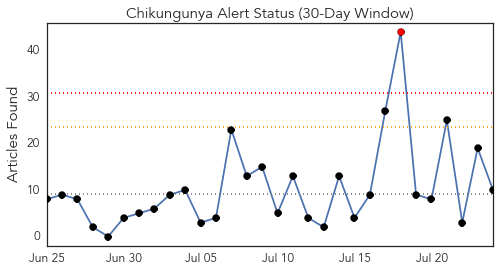 Chikungunya Alert Status (30-Day Window)
Articles Found
40
30
20
10
0
Jun 25 Jun 30 Jul 05 Jul 10 Jul 15 Jul 20